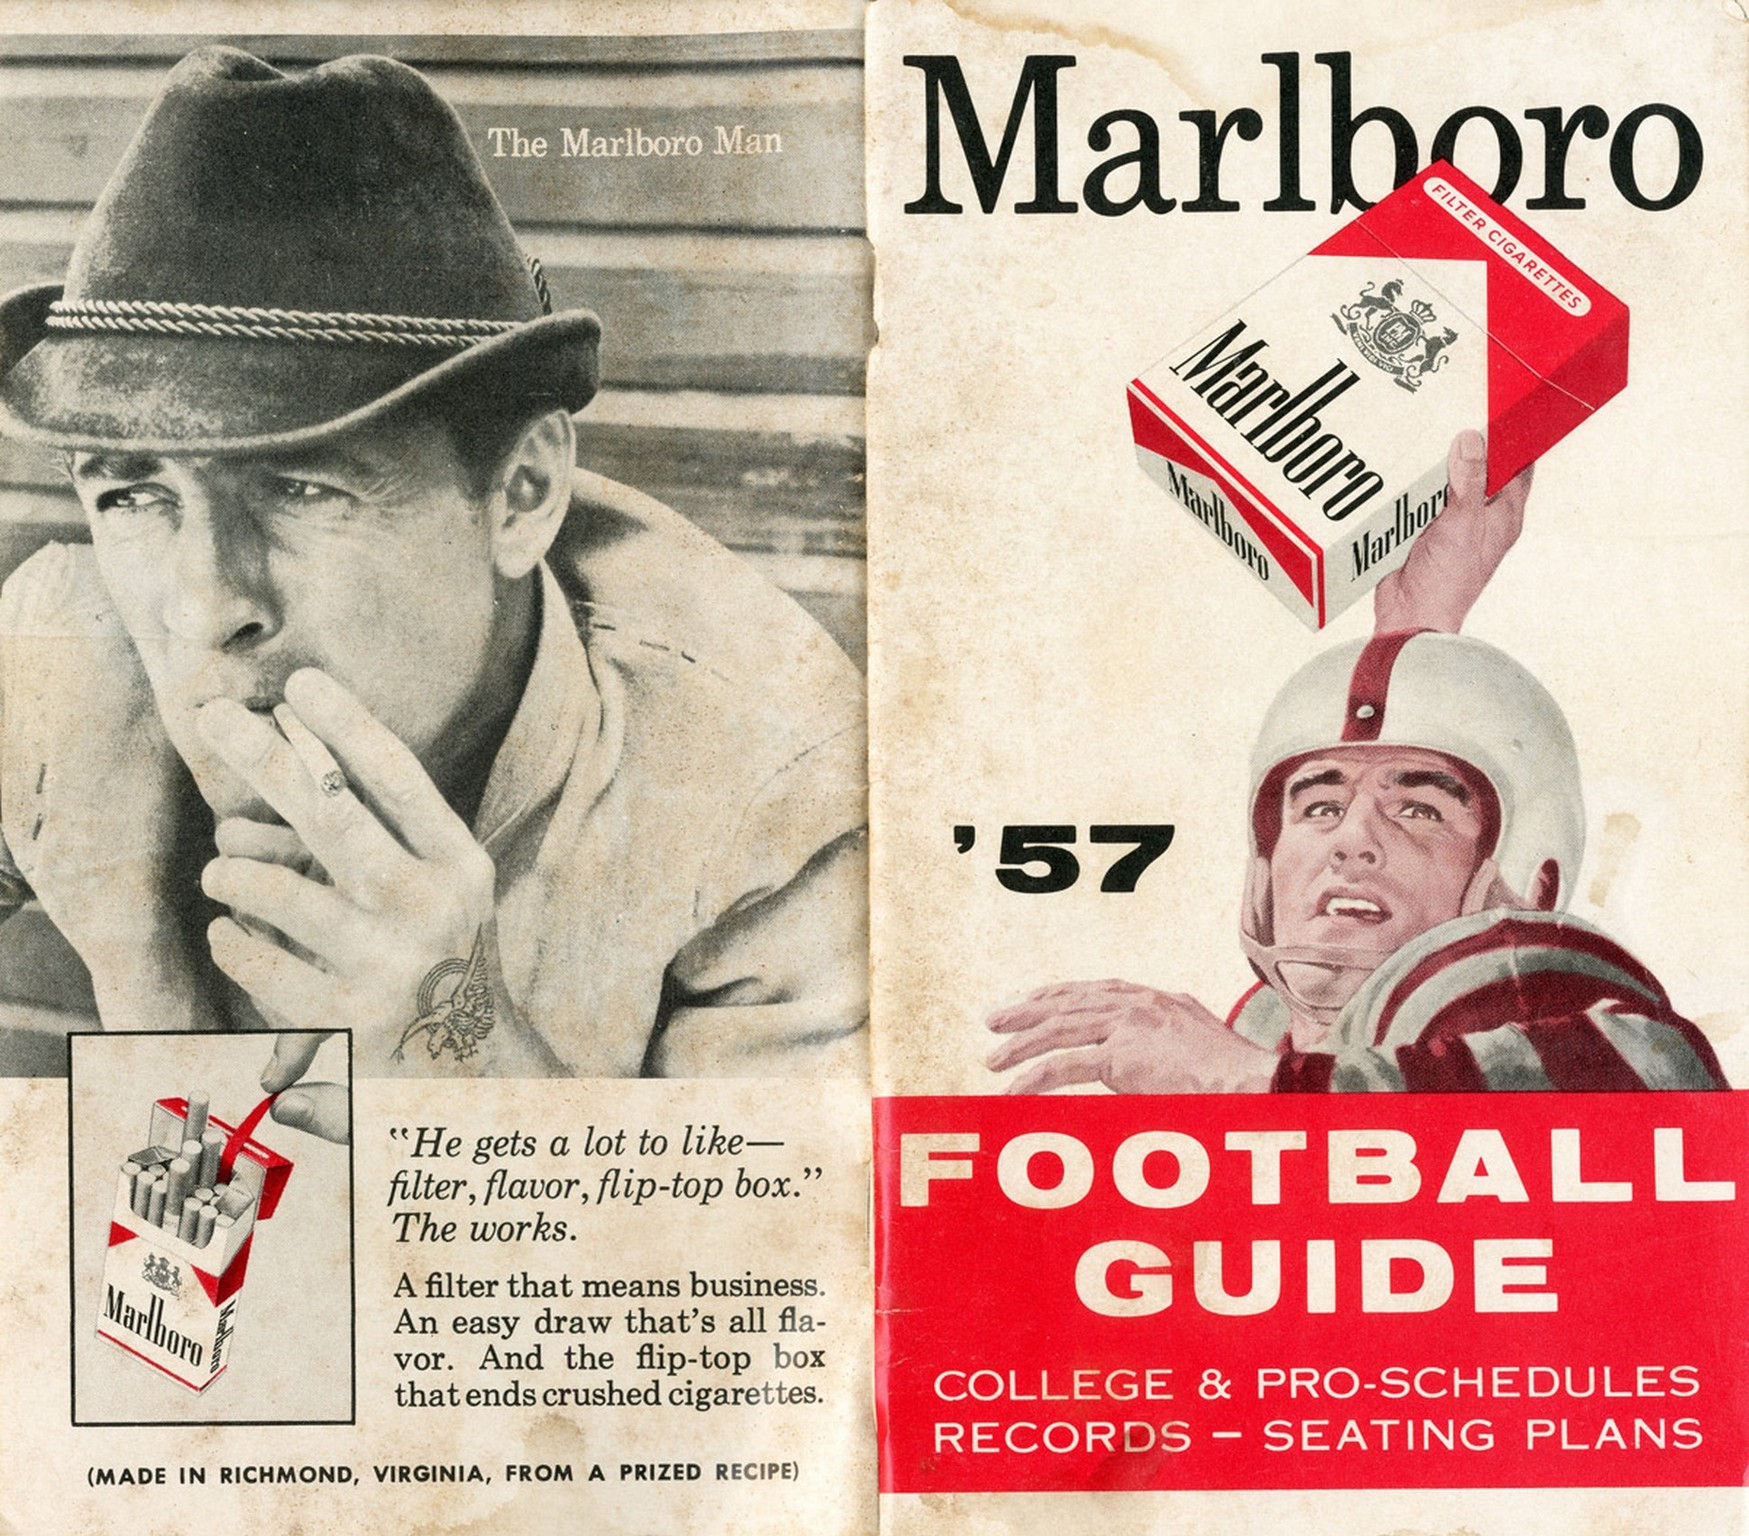 The Marlboro Man
“He gets a lot to like—
filter, flavor, flip-top box.”
The works.
A filter that means business.
An easy draw that’s all fla-
vor. And the flip-top box
that ends crushed cigarettes.
Marlboro
Marlboro
(MADE IN RICHMOND, VIRGINIA, FROM A PRIZED RECIPE)
Marlboro
FILTER CIGARETTES
Marlboro
Marlboro
Marlboro
’57
FOOTBALL
GUIDE
COLLEGE & PRO-SCHEDULES
RECORDS – SEATING PLANS